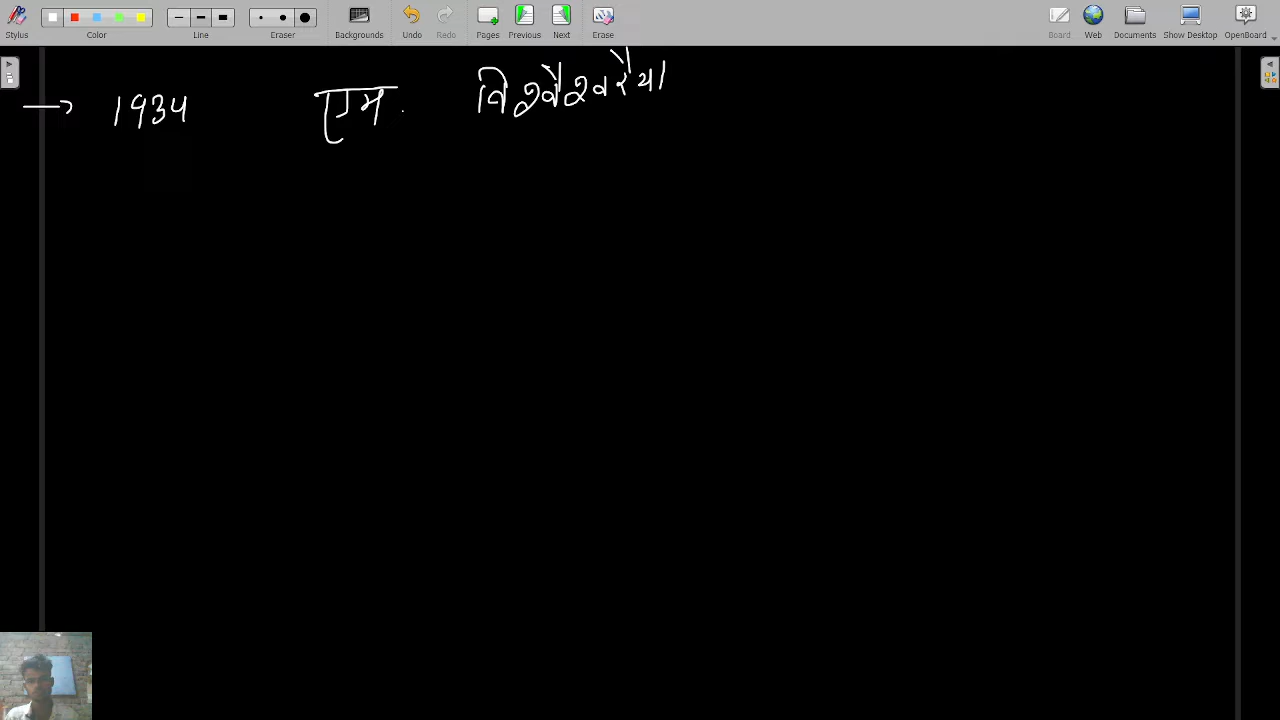 Stylus
Color
Line
Eraser
Backgrounds
Undo
Redo
Pages
Previous
Next
Erase
Board
Web
Documents
Show Desktop
OpenBoard
→ 1934 एम. विश्वेश्वरैया